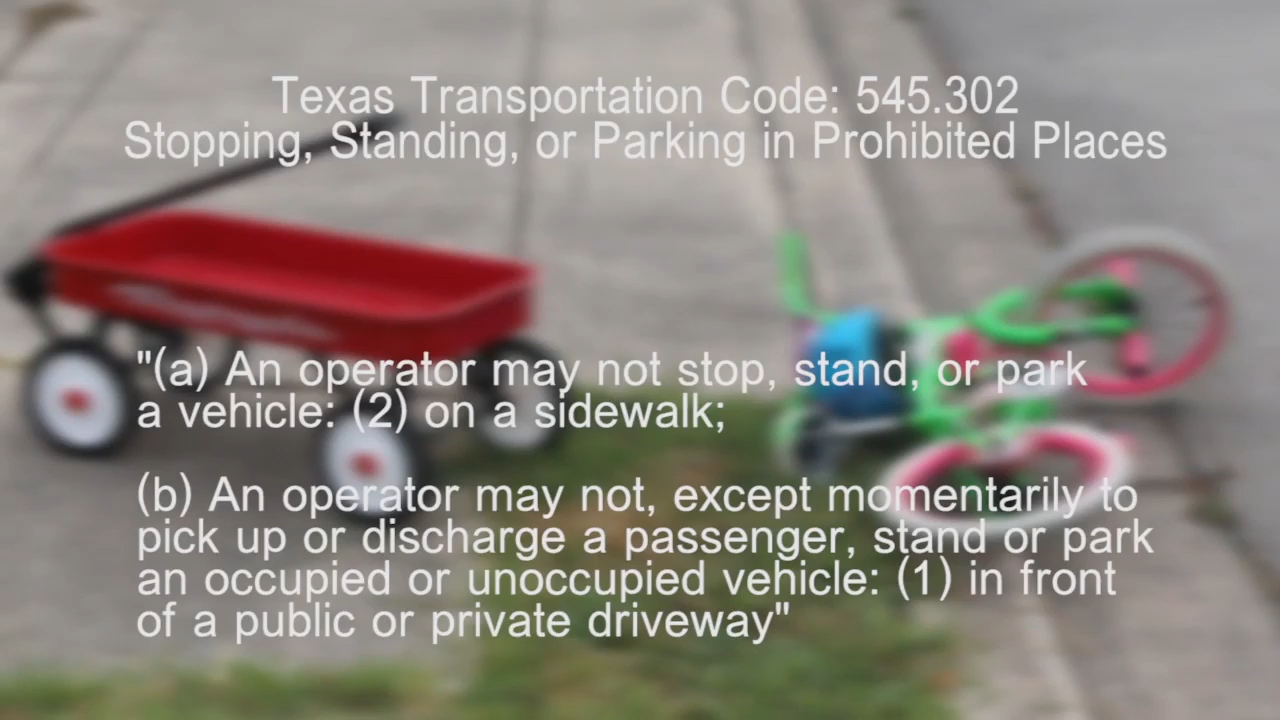 Texas Transportation Code: 545.302
Stopping, Standing, or Parking in Prohibited Places
"(a) An operator may not stop, stand, or park
a vehicle: (2) on a sidewalk;
(b) An operator may not, except momentarily to
pick up or discharge a passenger, stand or park
an occupied or unoccupied vehicle: (1) in front
of a public or private driveway"